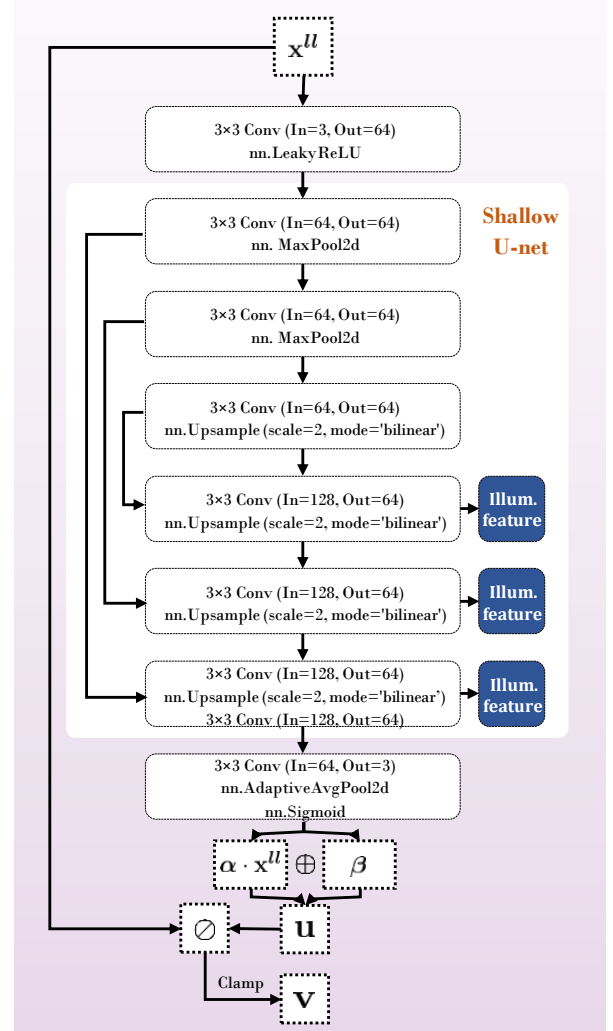 x^ll
3×3 Conv (In=3, Out=64)
nn.LeakyReLU
Shallow
U-net
3×3 Conv (In=64, Out=64)
nn. MaxPool2d
3×3 Conv (In=64, Out=64)
nn. MaxPool2d
3×3 Conv (In=64, Out=64)
nn.Upsample (scale=2, mode='bilinear')
3×3 Conv (In=128, Out=64)
nn.Upsample (scale=2, mode='bilinear')
Illum.
feature
3×3 Conv (In=128, Out=64)
nn.Upsample (scale=2, mode='bilinear')
Illum.
feature
3×3 Conv (In=128, Out=64)
nn.Upsample (scale=2, mode='bilinear’)
3×3 Conv (In=128, Out=64)
Illum.
feature
3×3 Conv (In=64, Out=3)
nn.AdaptiveAvgPool2d
nn.Sigmoid
α · x^ll ⊕ β
⊘ u
Clamp
v